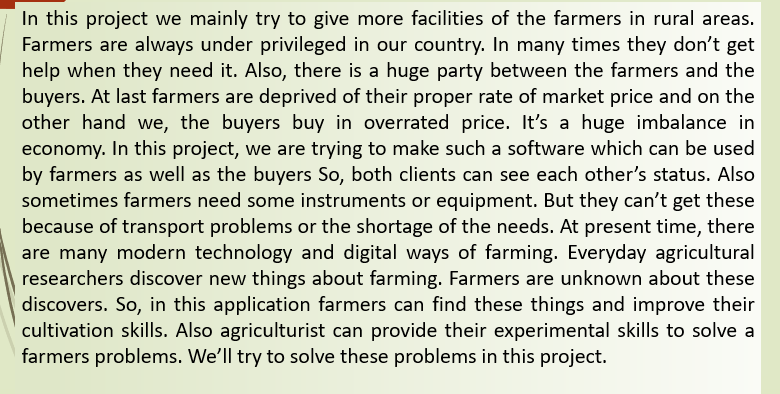 In this project we mainly try to give more facilities of the farmers in rural areas.
Farmers are always under privileged in our country. In many times they don’t get
help when they need it. Also, there is a huge party between the farmers and the
buyers. At last farmers are deprived of their proper rate of market price and on the
other hand we, the buyers buy in overrated price. It’s a huge imbalance in
economy. In this project, we are trying to make such a software which can be used
by farmers as well as the buyers So, both clients can see each other’s status. Also
sometimes farmers need some instruments or equipment. But they can’t get these
because of transport problems or the shortage of the needs. At present time, there
are many modern technology and digital ways of farming. Everyday agricultural
researchers discover new things about farming. Farmers are unknown about these
discovers. So, in this application farmers can find these things and improve their
cultivation skills. Also agriculturist can provide their experimental skills to solve a
farmers problems. We’ll try to solve these problems in this project.